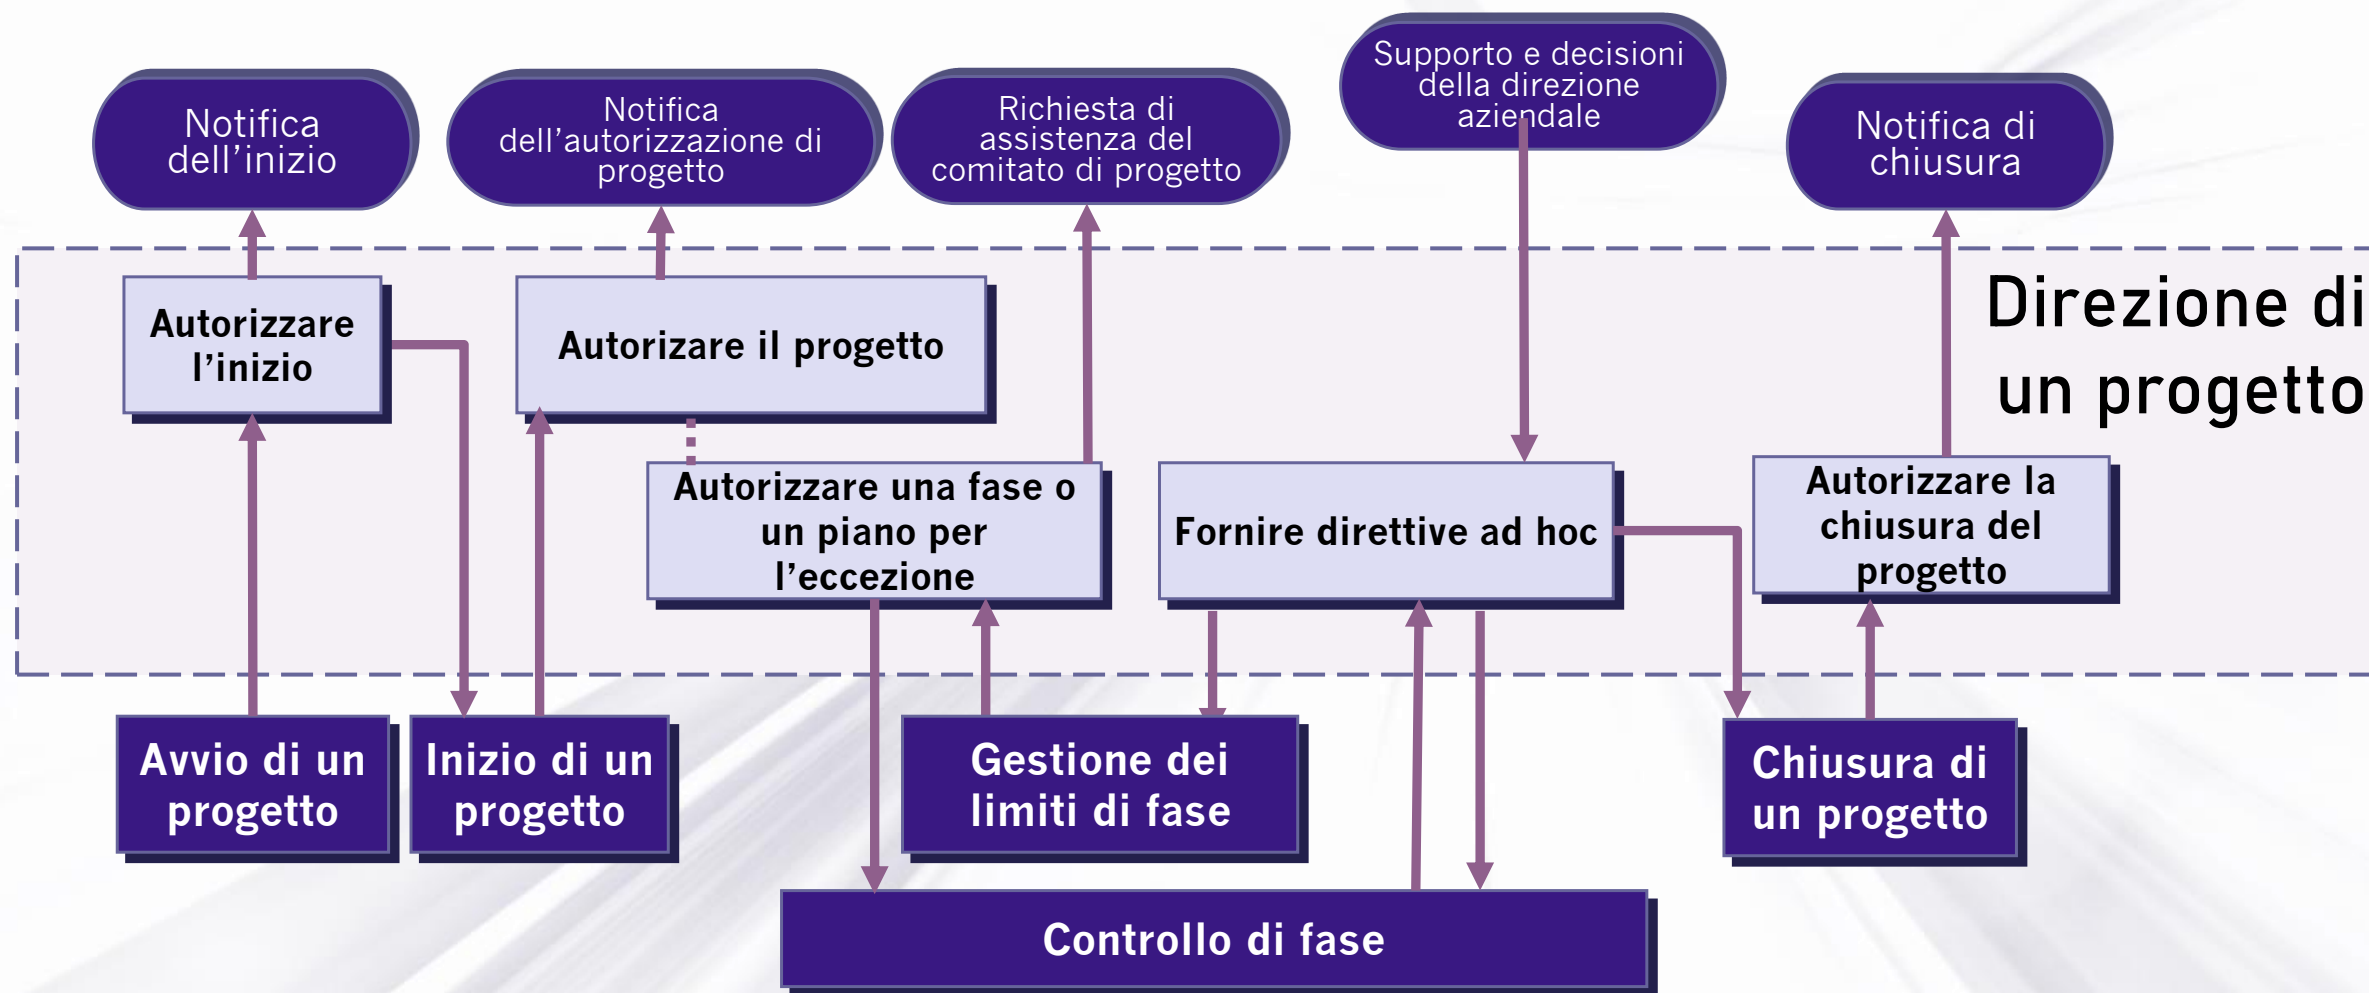 Notifica
dell'inizio
Notifica
dell'autorizzazione di
progetto
Richiesta di
assistenza del
comitato di progetto
Supporto e decisioni
della direzione
aziendale
Notifica di
chiusura
Direzione di
un progetto
Autorizzare
l'inizio
Autorizare il progetto
Autorizzare una fase o
un piano per
l'eccezione
Fornire direttive ad hoc
Autorizzare la
chiusura del
progetto
Avvio di un
progetto
Inizio di un
progetto
Gestione dei
limiti di fase
Chiusura di
un progetto
Controllo di fase